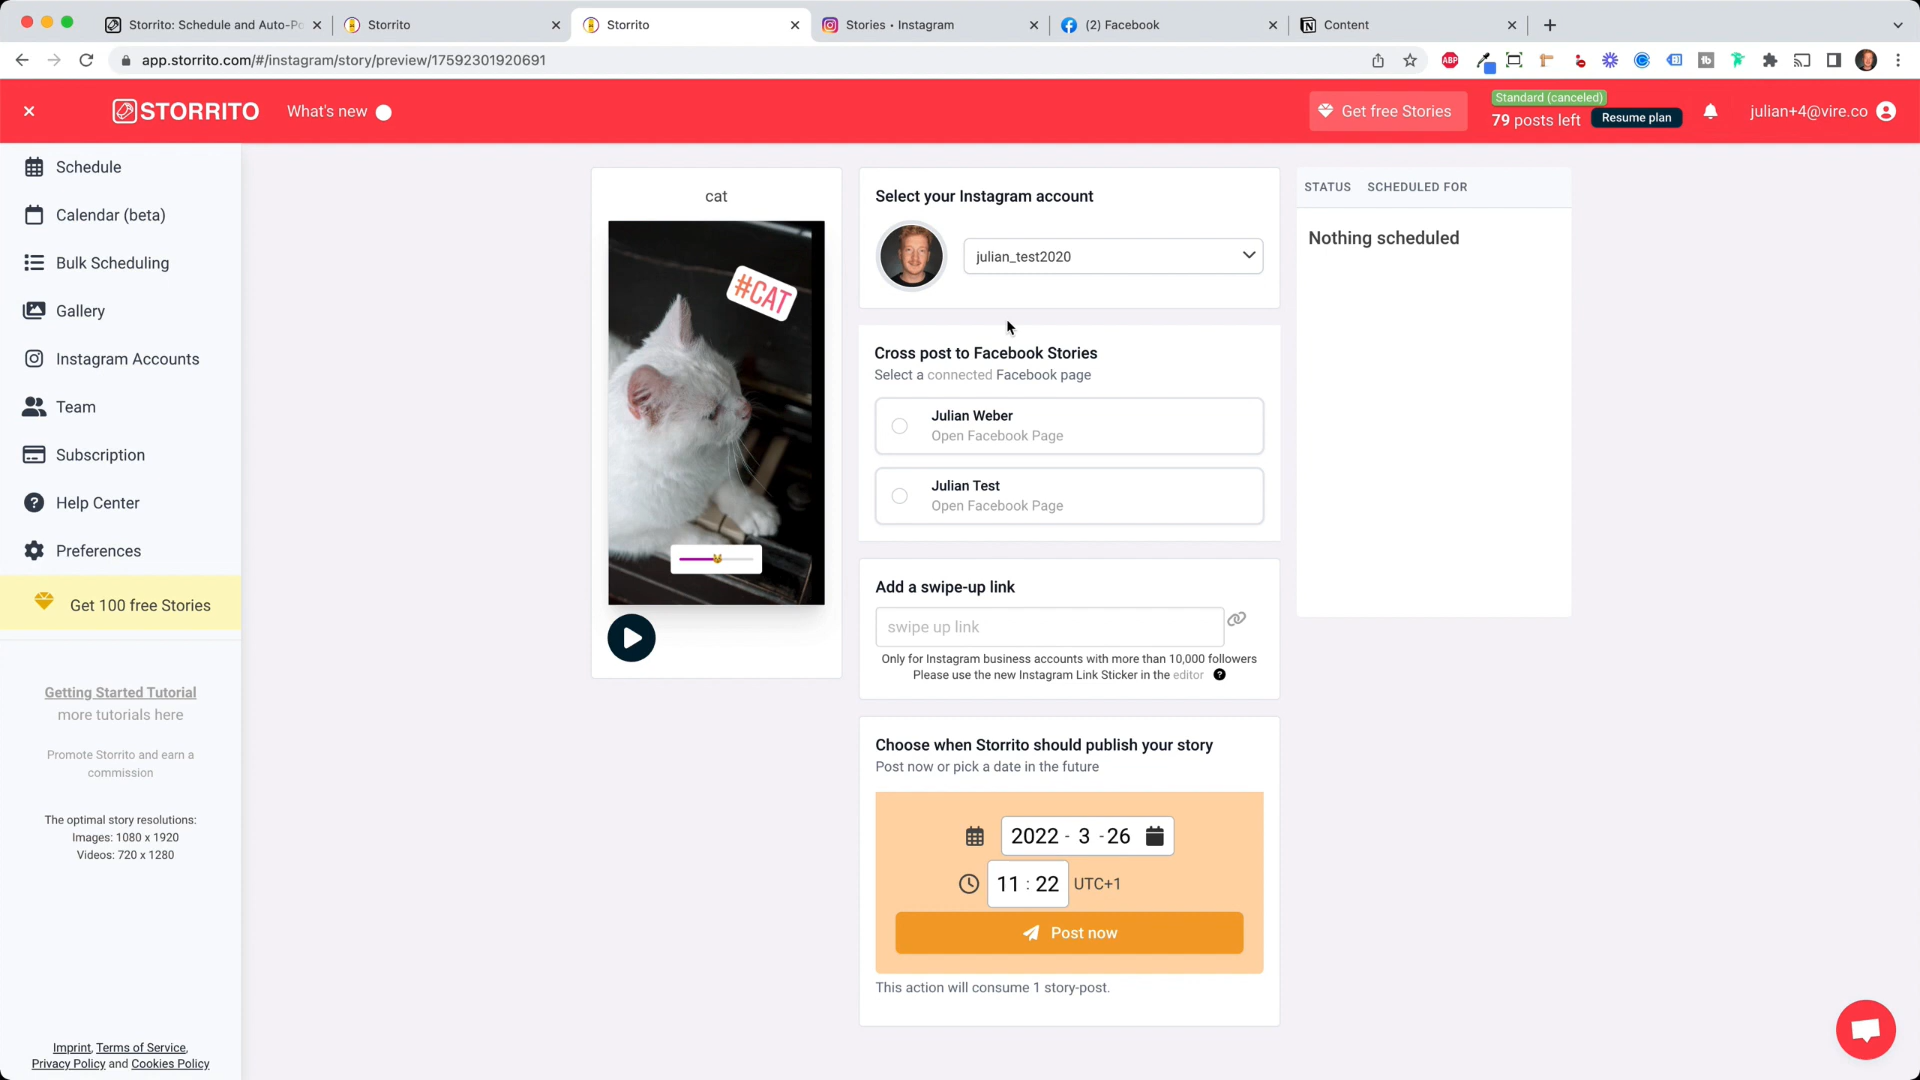 Storrito: Schedule and Auto-Po
Storrito
Storrito
Stories • Instagram
(2) Facebook
Content
app.storrito.com/#/instagram/story/preview/17592301920691
ABP
STORRITO
What's new
Get free Stories
Standard (canceled)
79 posts left
Resume plan
julian+4@vire.co
Schedule
Calendar (beta)
Bulk Scheduling
Gallery
Instagram Accounts
Team
Subscription
Help Center
Preferences
Get 100 free Stories
Getting Started Tutorial
more tutorials here
Promote Storrito and earn a
commission
The optimal story resolutions:
Images: 1080 x 1920
Videos: 720 x 1280
Imprint, Terms of Service,
Privacy Policy and Cookies Policy
cat
#CAT
Select your Instagram account
julian_test2020
Cross post to Facebook Stories
Select a connected Facebook page
Julian Weber
Open Facebook Page
Julian Test
Open Facebook Page
Add a swipe-up link
swipe up link
Only for Instagram business accounts with more than 10,000 followers
Please use the new Instagram Link Sticker in the editor ?
Choose when Storrito should publish your story
Post now or pick a date in the future
2022 - 3 - 26
11 : 22 UTC+1
Post now
This action will consume 1 story-post.
STATUS SCHEDULED FOR
Nothing scheduled